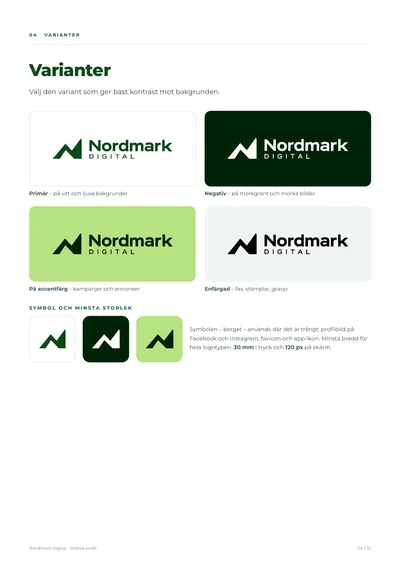 04 VARIANTER
Varianter
Välj den variant som ger bäst kontrast mot bakgrunden.
Nordmark
DIGITAL
Nordmark
DIGITAL
Primär – på vitt och ljusa bakgrunder
Negativ – på mörkgrönt och mörka bilder
Nordmark
DIGITAL
Nordmark
DIGITAL
På accentfärg – kampanjer och annonser
Enfärgad – fax, stämplar, gravyr
SYMBOL OCH MINSTA STORLEK
Symbolen – berget – används där det är trångt: profilbild på
Facebook och Instagram, favicon och app-ikon. Minsta bredd för
hela logotypen: 30 mm i tryck och 120 px på skärm.
Nordmark Digital · Grafisk profil